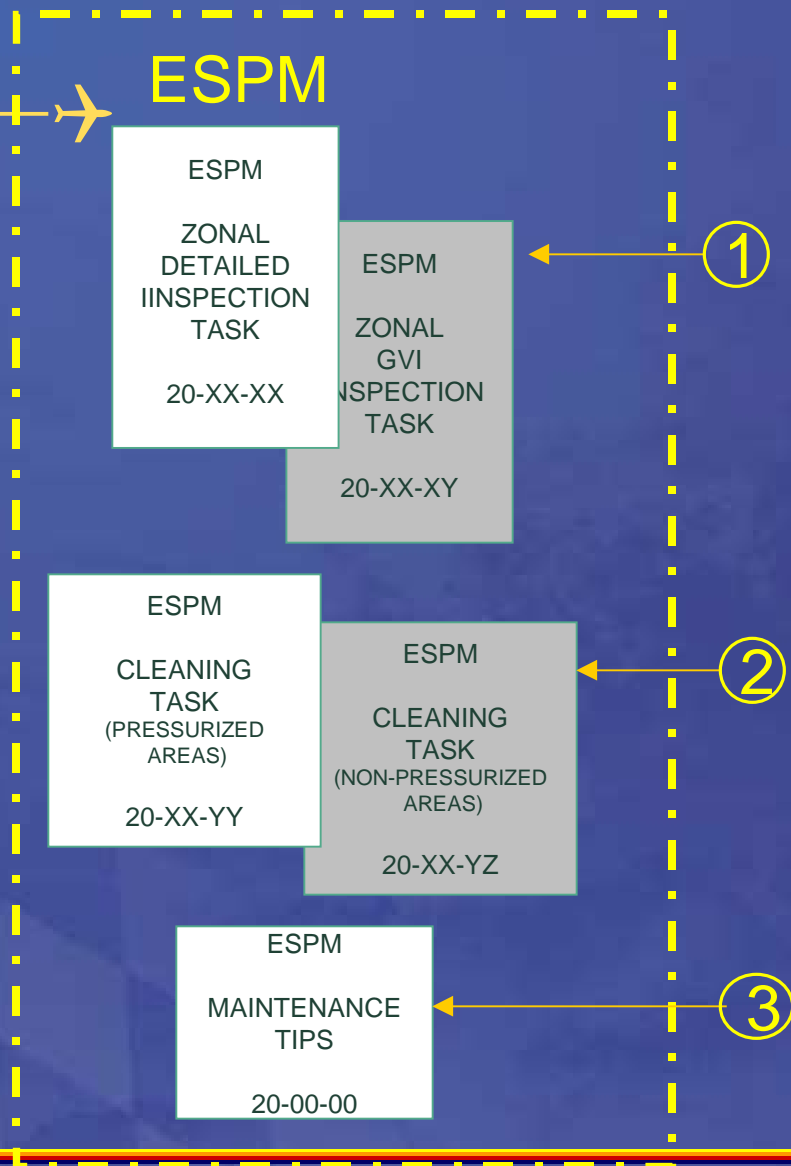 ESPM
ESPM
ZONAL
DETAILED
IINSPECTION
TASK
20-XX-XX
ESPM
ZONAL
GVI
NSPECTION
TASK
20-XX-XY
1
ESPM
CLEANING
TASK
(PRESSURIZED
AREAS)
20-XX-YY
ESPM
CLEANING
TASK
(NON-PRESSURIZED
AREAS)
20-XX-YZ
2
ESPM
MAINTENANCE
TIPS
20-00-00
3